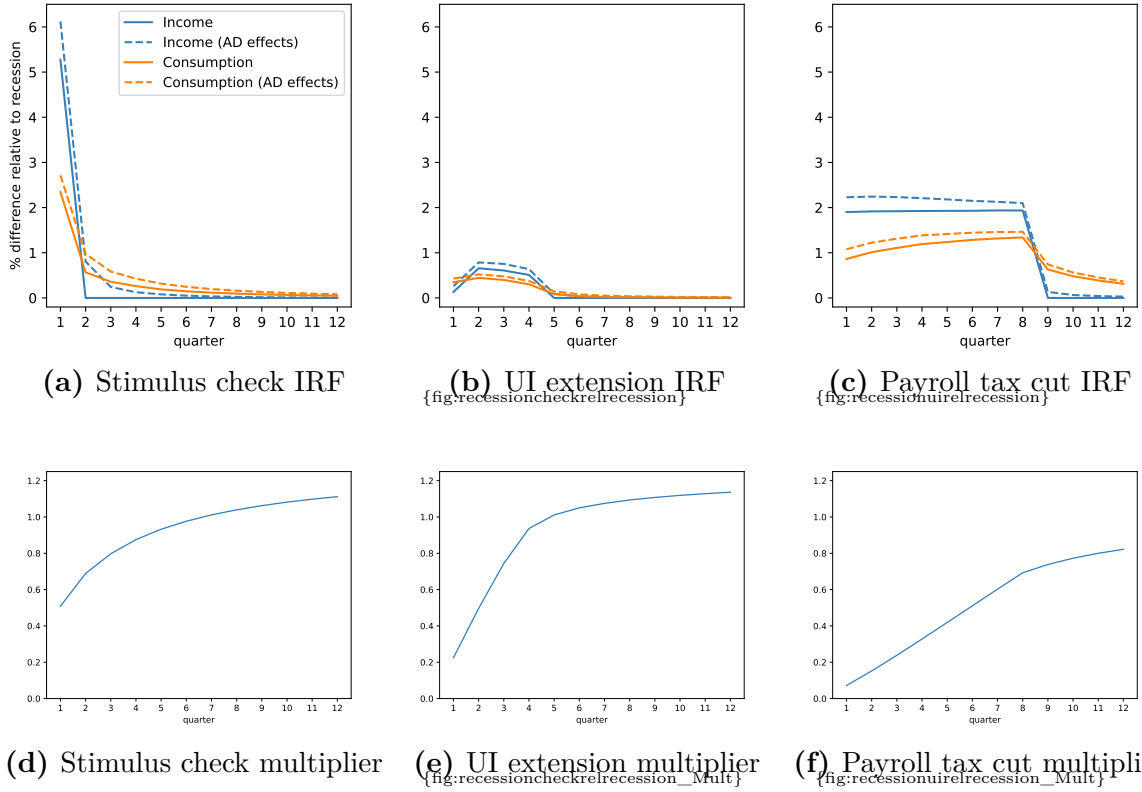 Income
Income (AD effects)
Consumption
Consumption (AD effects)
% difference relative to recession
6
5
4
3
2
1
0
1 2 3 4 5 6 7 8 9 10 11 12
quarter
(a) Stimulus check IRF
6
5
4
3
2
1
0
1 2 3 4 5 6 7 8 9 10 11 12
quarter
(b) UI extension IRF
{fig:recessioncheckrelrecession}
6
5
4
3
2
1
0
1 2 3 4 5 6 7 8 9 10 11 12
quarter
(c) Payroll tax cut IRF
{fig:recessionuirelrecession}
1.2
1.0
0.8
0.6
0.4
0.2
0.0
1 2 3 4 5 6 7 8 9 10 11 12
quarter
(d) Stimulus check multiplier
1.2
1.0
0.8
0.6
0.4
0.2
0.0
1 2 3 4 5 6 7 8 9 10 11 12
quarter
(e) UI extension multiplier
{fig:recessioncheckrelrecession_Mult}
1.2
1.0
0.8
0.6
0.4
0.2
0.0
1 2 3 4 5 6 7 8 9 10 11 12
quarter
(f) Payroll tax cut multipli
{fig:recessionuirelrecession_Mult}